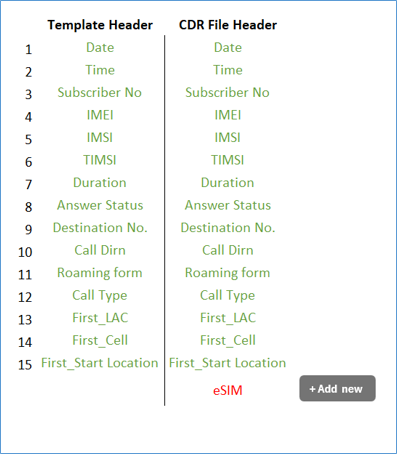 Template Header CDR File Header
1 Date Date
2 Time Time
3 Subscriber No Subscriber No
4 IMEI IMEI
5 IMSI IMSI
6 TIMSI TIMSI
7 Duration Duration
8 Answer Status Answer Status
9 Destination No. Destination No.
10 Call Dirn Call Dirn
11 Roaming form Roaming form
12 Call Type Call Type
13 First_LAC First_LAC
14 First_Cell First_Cell
15 First_Start Location First_Start Location
eSIM + Add new